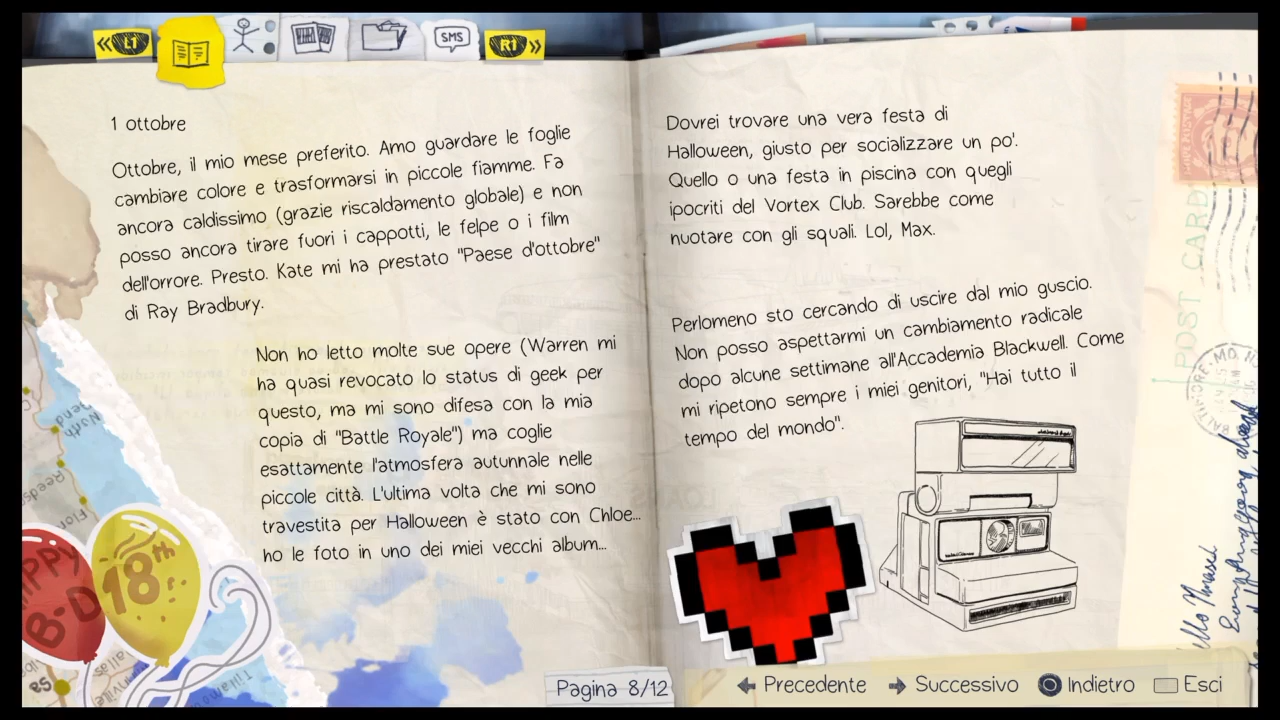 L1
SMS
R1
1 ottobre
Ottobre, il mio mese preferito. Amo guardare le foglie
cambiare colore e trasformarsi in piccole fiamme. Fa
ancora caldissimo (grazie riscaldamento globale) e non
posso ancora tirare fuori i cappotti, le felpe o i film
dell'orrore. Presto. Kate mi ha prestato "Paese d'ottobre"
di Ray Bradbury.
Non ho letto molte sue opere (Warren mi
ha quasi revocato lo status di geek per
questo, ma mi sono difesa con la mia
copia di "Battle Royale") ma coglie
esattamente l'atmosfera autunnale nelle
piccole città. L'ultima volta che mi sono
travestita per Halloween è stato con Chloe...
ho le foto in uno dei miei vecchi album...
Dovrei trovare una vera festa di
Halloween, giusto per socializzare un po'.
Quello o una festa in piscina con quegli
ipocriti del Vortex Club. Sarebbe come
nuotare con gli squali. Lol, Max.
Perlomeno sto cercando di uscire dal mio guscio.
Non posso aspettarmi un cambiamento radicale
dopo alcune settimane all'Accademia Blackwell. Come
mi ripetono sempre i miei genitori, "Hai tutto il
tempo del mondo".
POST CARD
18th
B-D
Pagina 8/12
Precedente
Successivo
Indietro
Esci